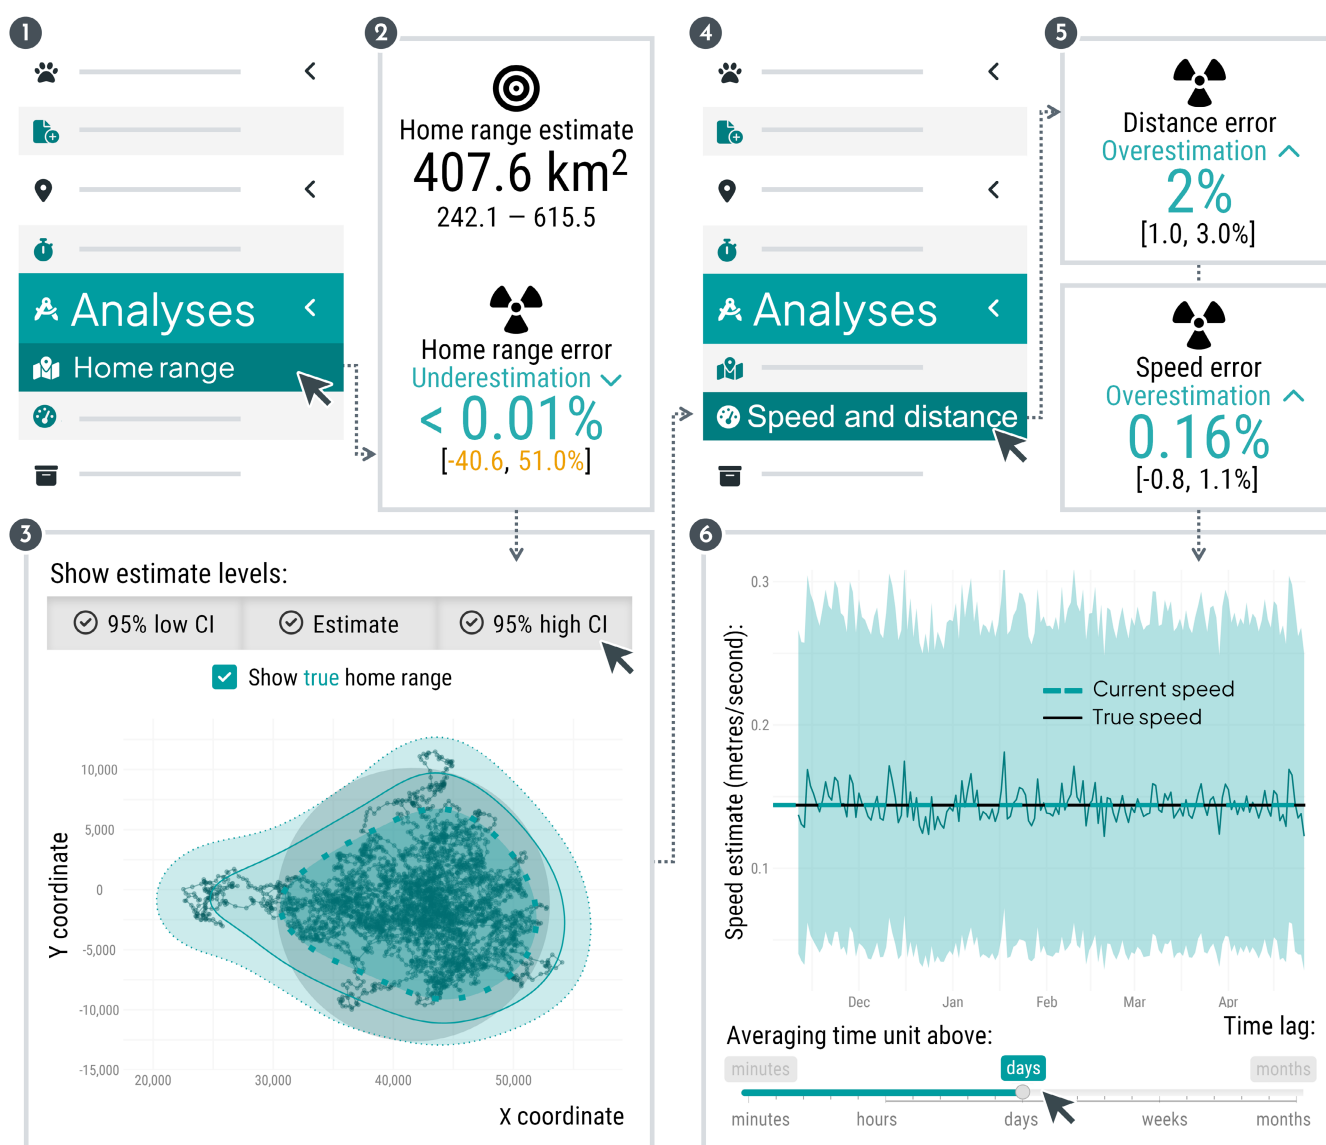 1
Analyses
Home range
2
Home range estimate
407.6 km²
242.1 — 615.5
Home range error
Underestimation
< 0.01%
[-40.6, 51.0%]
3
Show estimate levels:
95% low CI
Estimate
95% high CI
Show true home range
Y coordinate
10,000
5,000
0
-5,000
-10,000
-15,000
20,000
30,000
40,000
50,000
X coordinate
4
Analyses
Speed and distance
5
Distance error
Overestimation
2%
[1.0, 3.0%]
Speed error
Overestimation
0.16%
[-0.8, 1.1%]
6
Speed estimate (metres/second):
0.3
0.2
0.1
Current speed
True speed
Dec
Jan
Feb
Mar
Apr
Time lag:
Averaging time unit above:
minutes
days
months
minutes
hours
days
weeks
months